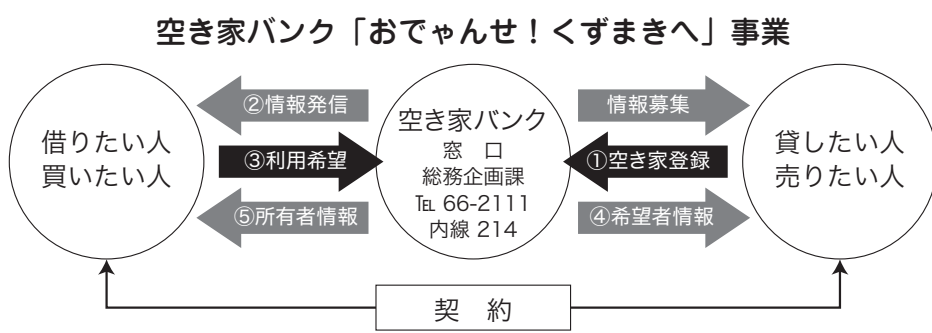 空き家バンク「おでゃんせ！くずまきへ」事業
借りたい人
買いたい人
②情報発信
③利用希望
⑤所有者情報
空き家バンク
窓　口
総務企画課
℡ 66-2111
内線 214
情報募集
①空き家登録
④希望者情報
貸したい人
売りたい人
契　約